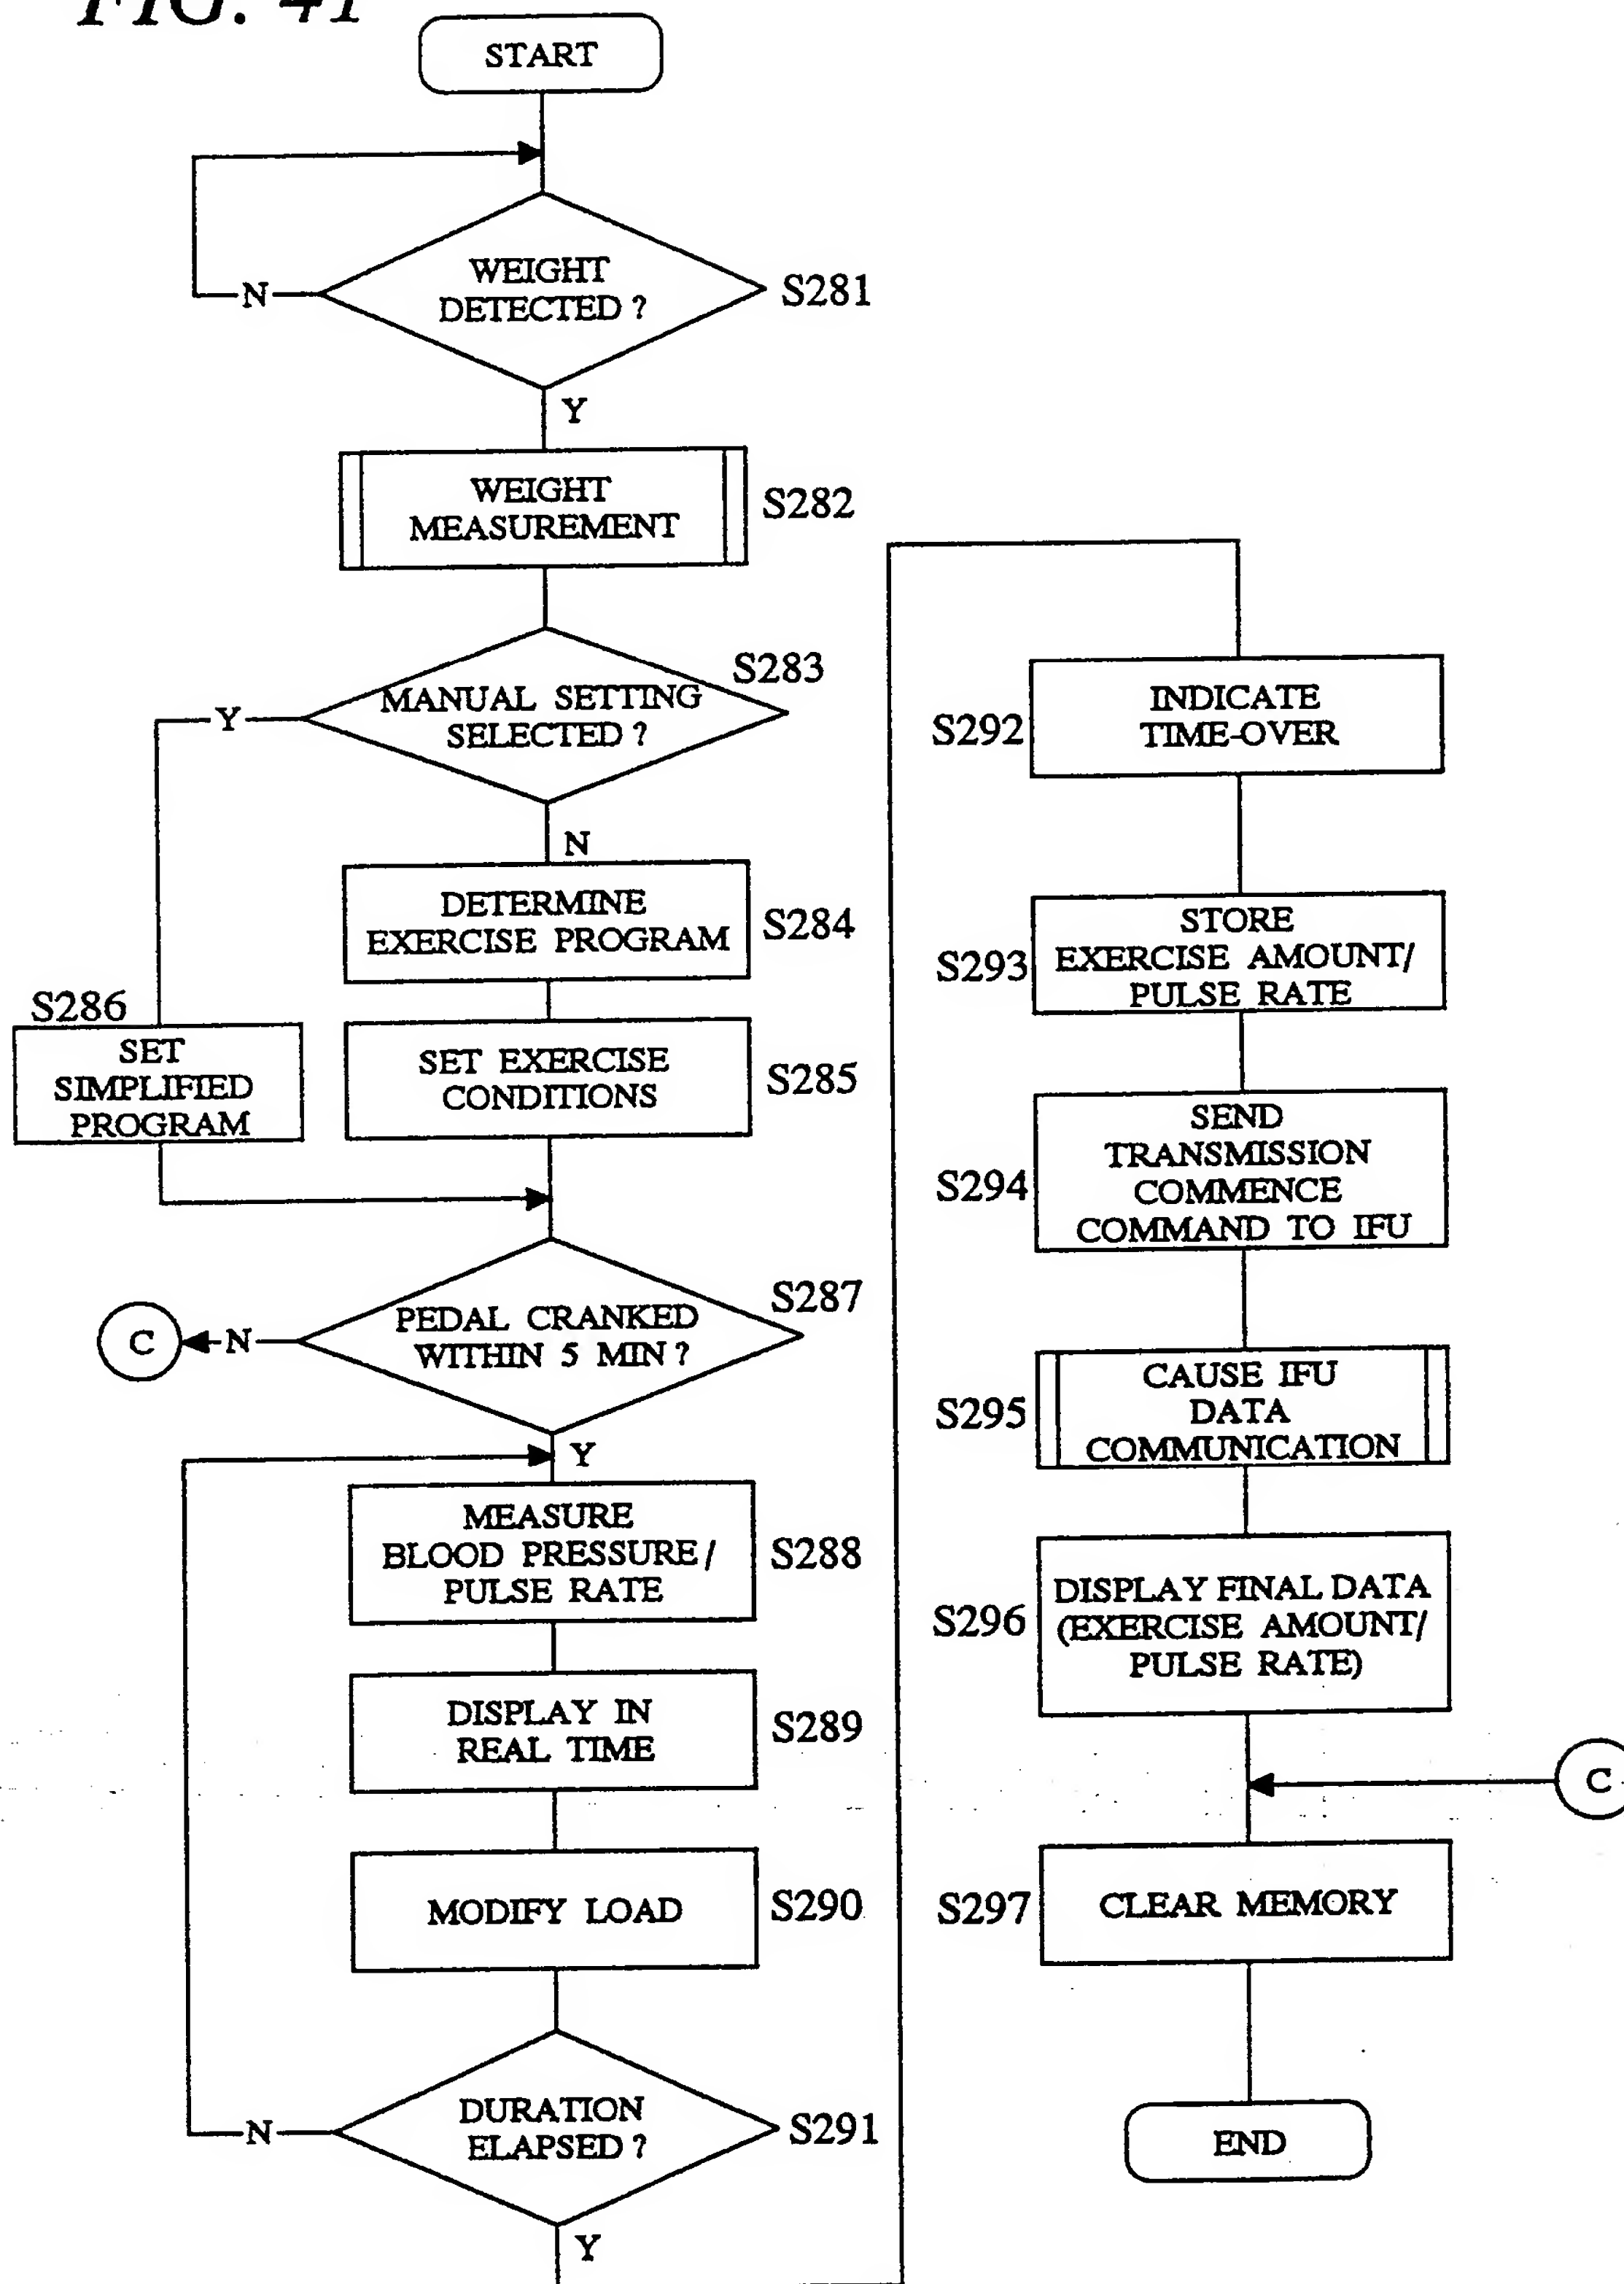 FIG. 41
START
WEIGHT
DETECTED ?
S281
N
Y
WEIGHT
MEASUREMENT
S282
S283
MANUAL SETTING
SELECTED ?
Y
N
DETERMINE
EXERCISE PROGRAM
S284
S286
SET
SIMPLIFIED
PROGRAM
SET EXERCISE
CONDITIONS
S285
S287
PEDAL CRANKED
WITHIN 5 MIN ?
N
C
Y
MEASURE
BLOOD PRESSURE /
PULSE RATE
S288
DISPLAY IN
REAL TIME
S289
MODIFY LOAD
S290
DURATION
ELAPSED ?
S291
N
Y
INDICATE
TIME-OVER
S292
STORE
EXERCISE AMOUNT/
PULSE RATE
S293
SEND
TRANSMISSION
COMMENCE
COMMAND TO IFU
S294
CAUSE IFU
DATA
COMMUNICATION
S295
DISPLAY FINAL DATA
(EXERCISE AMOUNT/
PULSE RATE)
S296
C
CLEAR MEMORY
S297
END